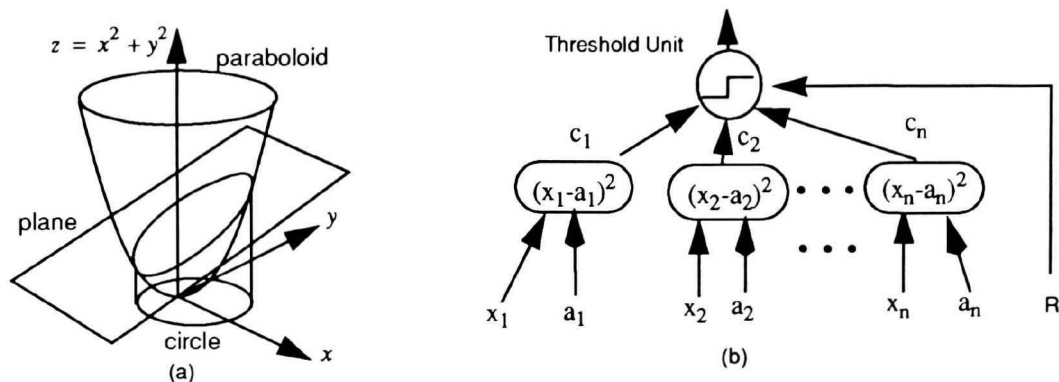 z = x² + y²
paraboloid
plane
y
x
circle
(a)
Threshold Unit
c₁ c₂ cₙ
(x₁-a₁)² (x₂-a₂)² • • • (xₙ-aₙ)²
• • •
x₁ a₁ x₂ a₂ xₙ aₙ R
(b)